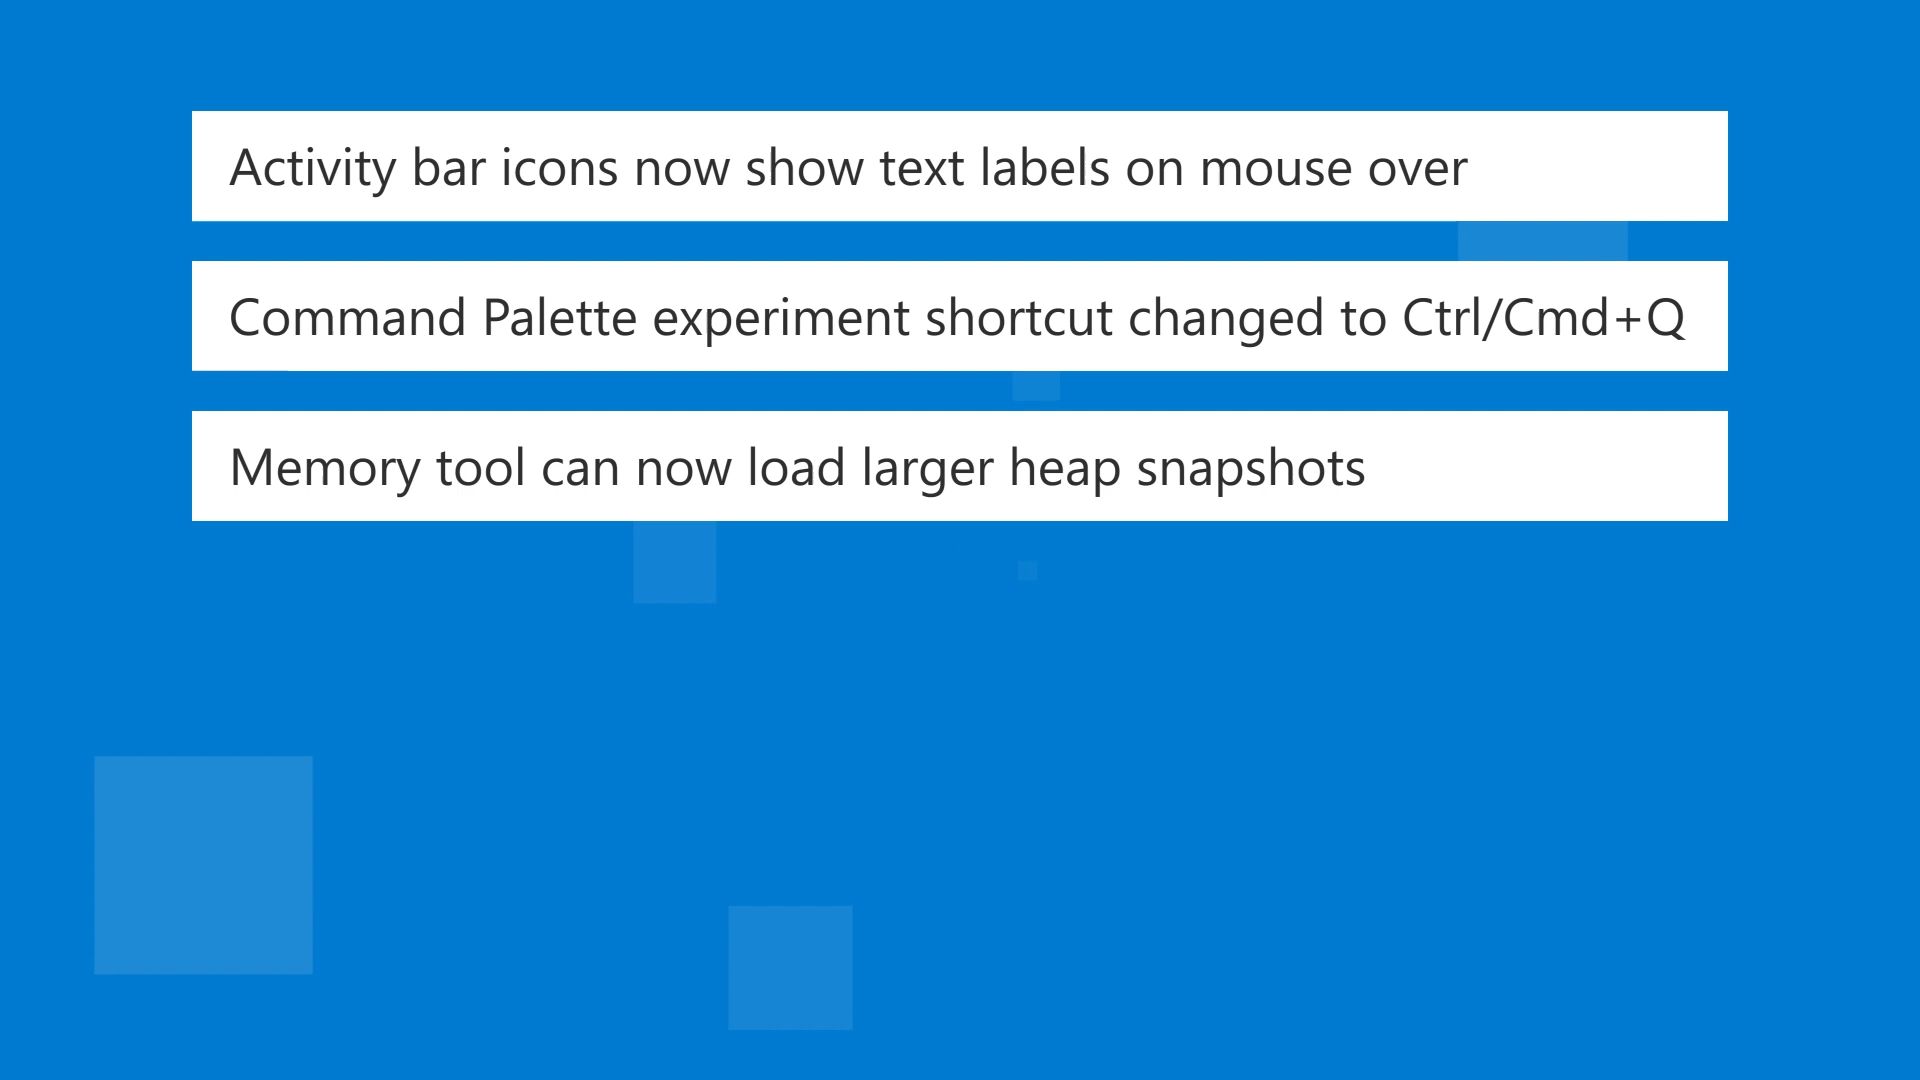 Activity bar icons now show text labels on mouse over
Command Palette experiment shortcut changed to Ctrl/Cmd+Q
Memory tool can now load larger heap snapshots